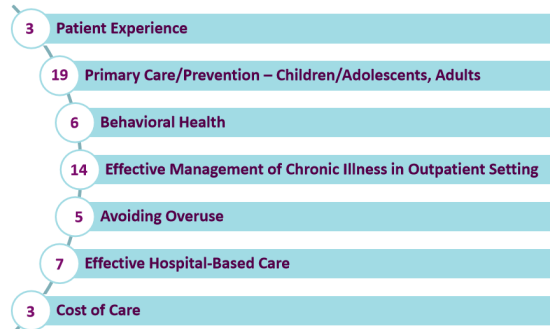 3 Patient Experience
19 Primary Care/Prevention – Children/Adolescents, Adults
6 Behavioral Health
14 Effective Management of Chronic Illness in Outpatient Setting
5 Avoiding Overuse
7 Effective Hospital-Based Care
3 Cost of Care